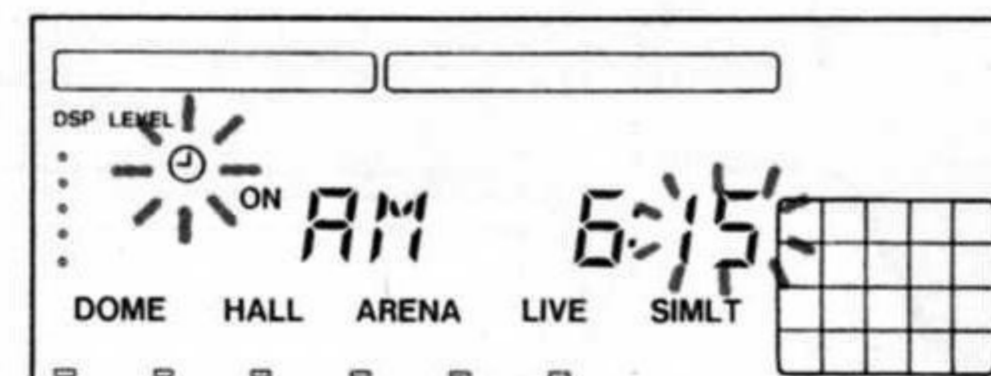 DSP LEVEL
ON AM 6:15
DOME HALL ARENA LIVE SIMLT